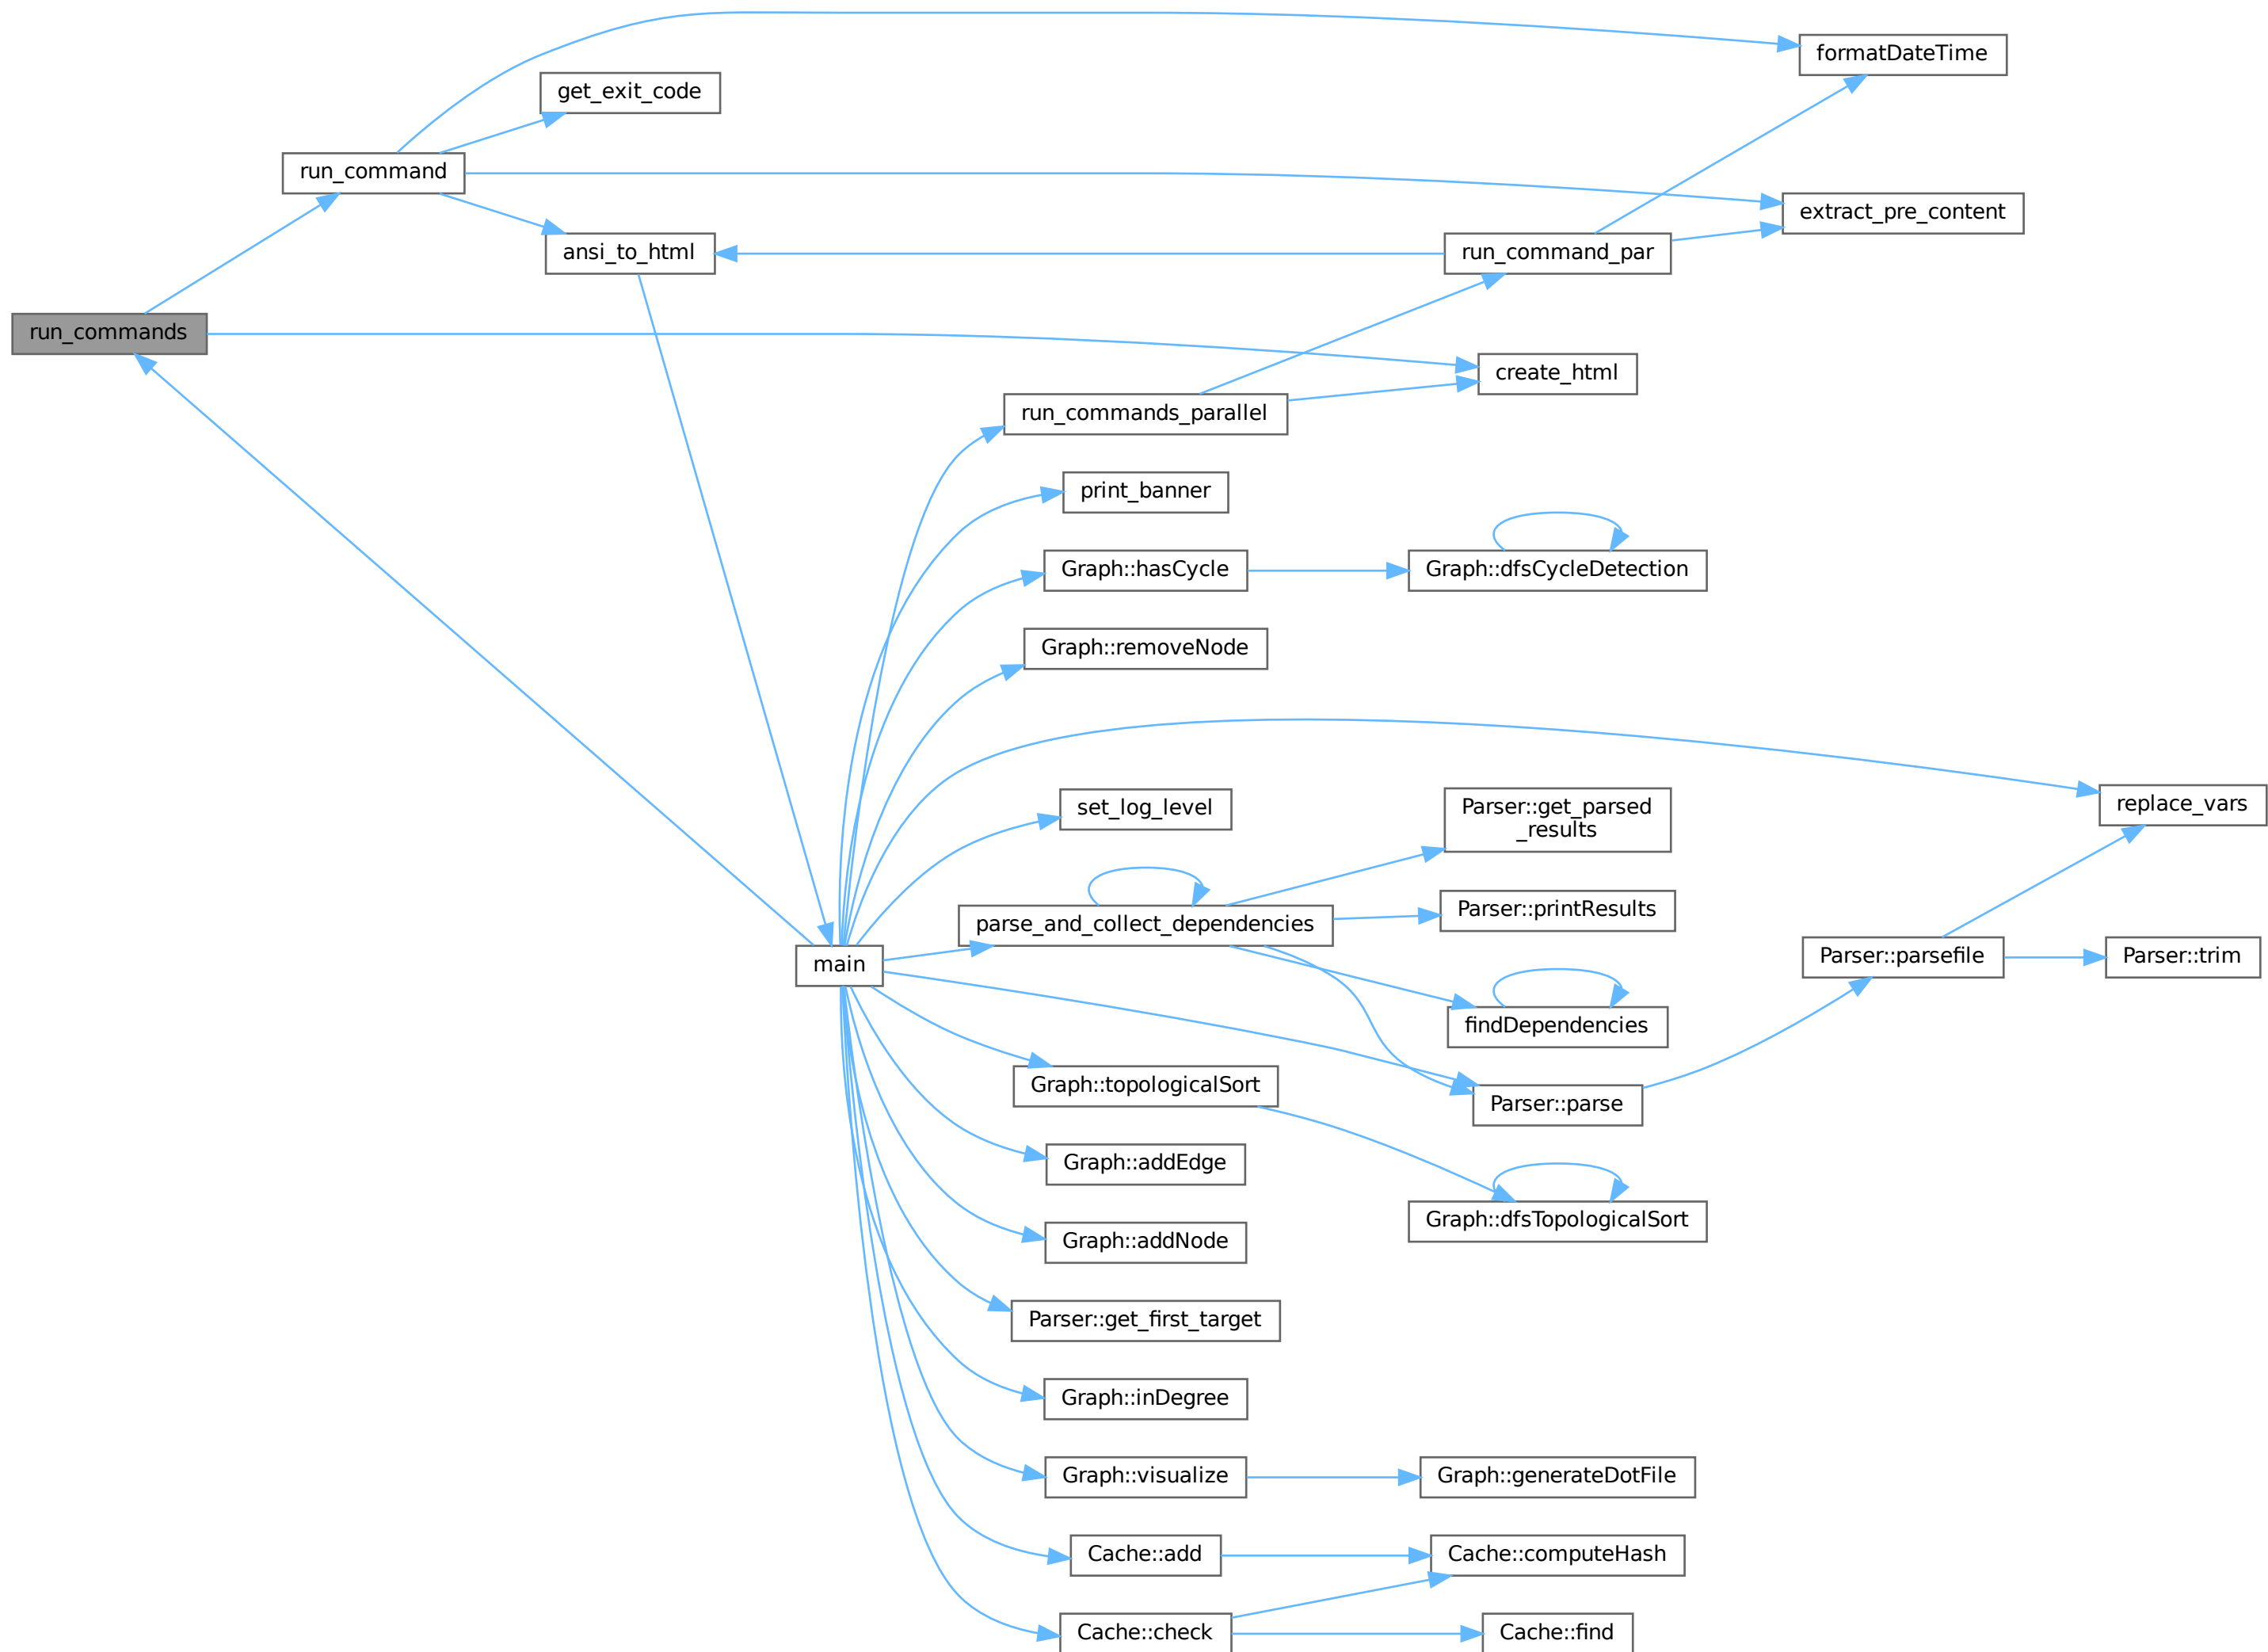 formatDateTime
get_exit_code
run_command
extract_pre_content
ansi_to_html
run_command_par
run_commands
create_html
run_commands_parallel
print_banner
Graph::hasCycle
Graph::dfsCycleDetection
Graph::removeNode
set_log_level
Parser::get_parsed
_results
replace_vars
Parser::printResults
parse_and_collect_dependencies
main
Parser::parsefile
Parser::trim
findDependencies
Graph::topologicalSort
Parser::parse
Graph::addEdge
Graph::dfsTopologicalSort
Graph::addNode
Parser::get_first_target
Graph::inDegree
Graph::visualize
Graph::generateDotFile
Cache::add
Cache::computeHash
Cache::check
Cache::find